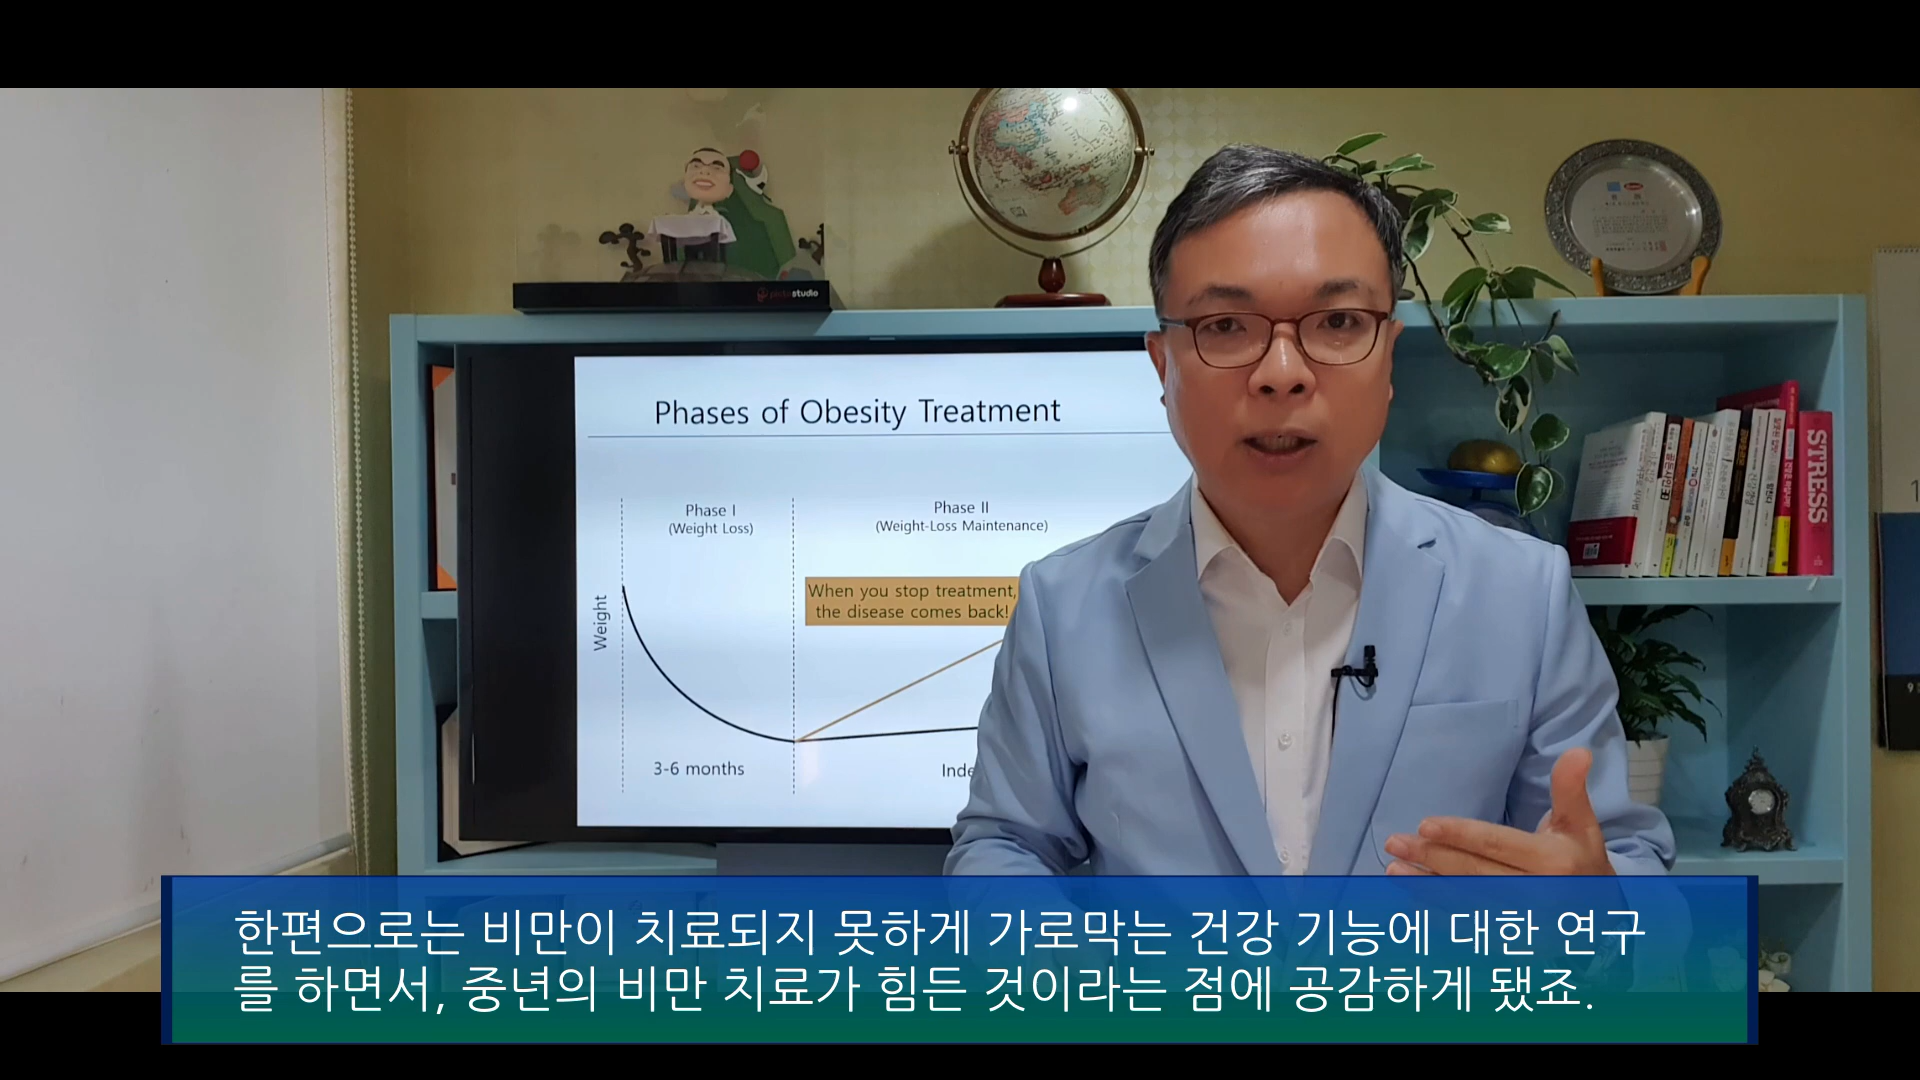 studio
Phases of Obesity Treatment
Phase I
(Weight Loss)
Phase II
(Weight-Loss Maintenance)
When you stop treatment,
the disease comes back!
Weight
3-6 months
Inde
STRESS
한편으로는 비만이 치료되지 못하게 가로막는 건강 기능에 대한 연구
를 하면서, 중년의 비만 치료가 힘든 것이라는 점에 공감하게 됐죠.